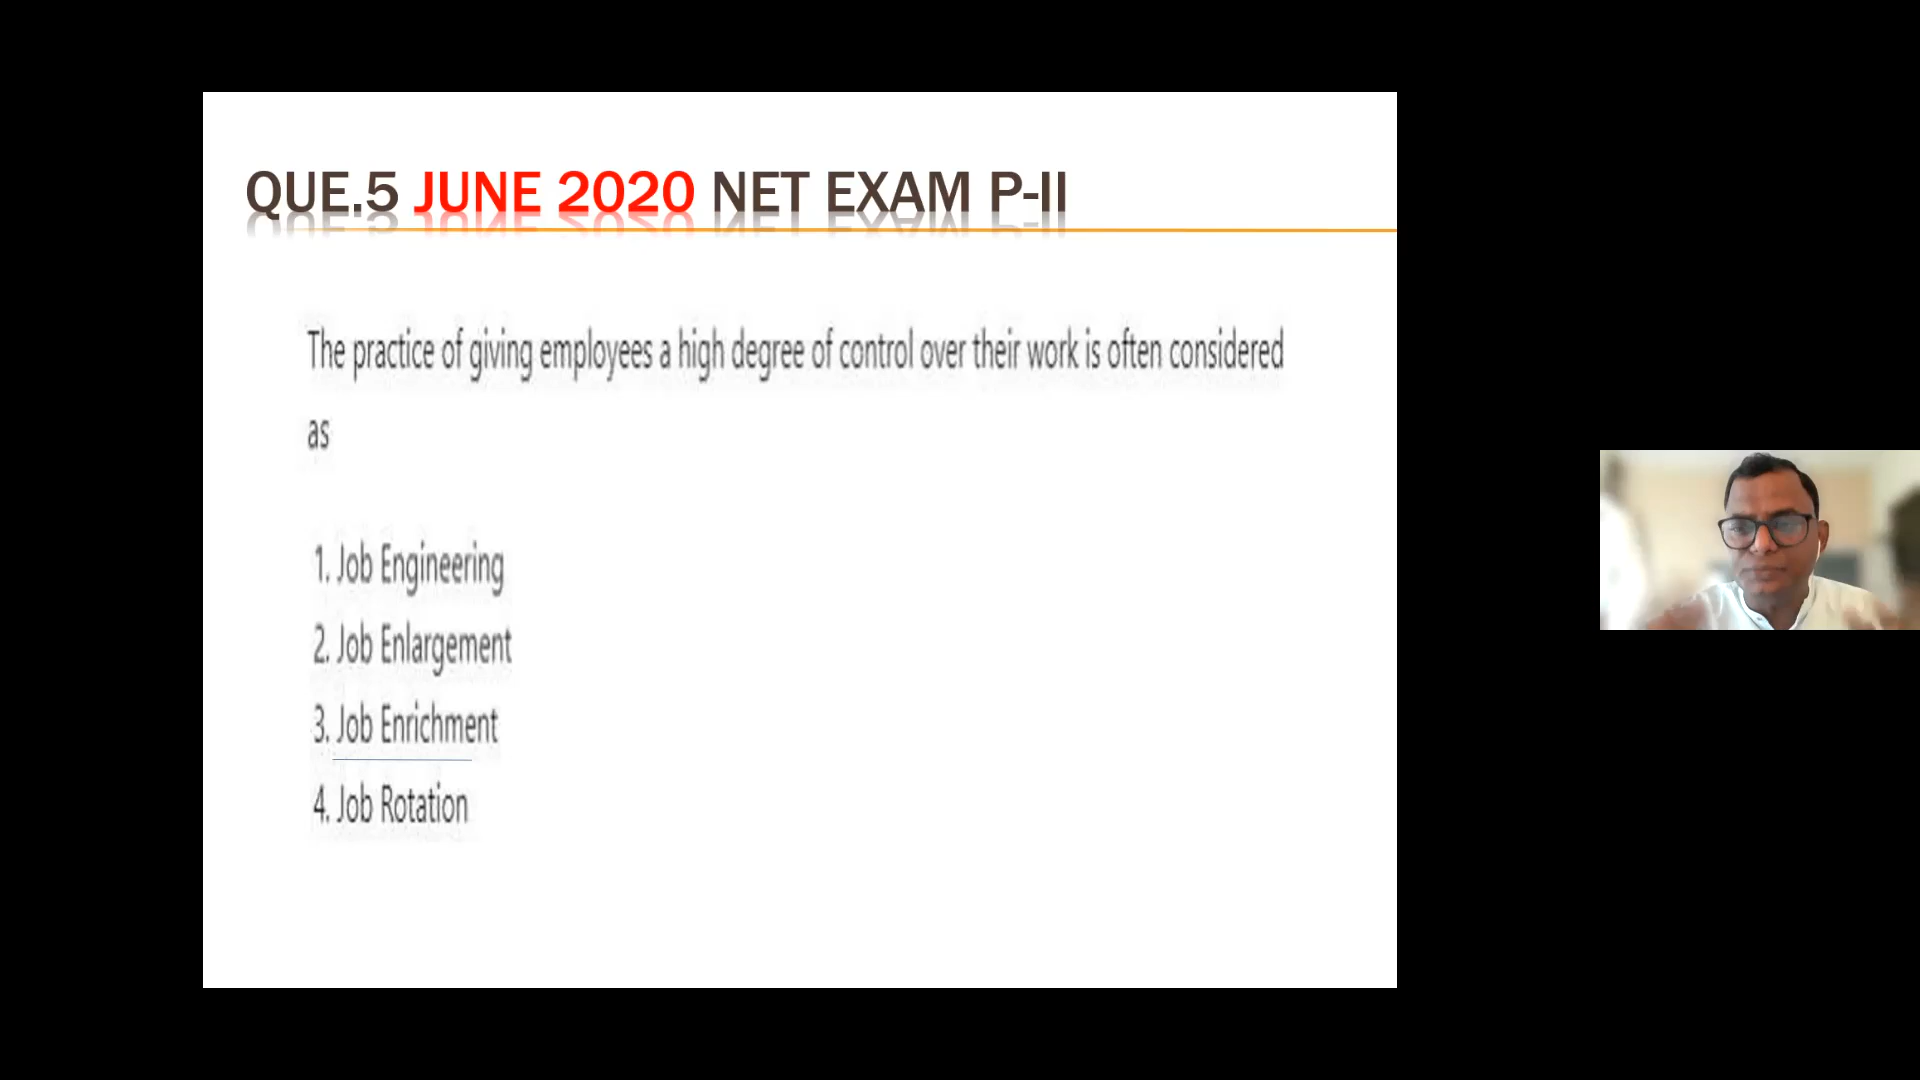 QUE.5 JUNE 2020 NET EXAM P-II
The practice of giving employees a high degree of control over their work is often considered
as
1. Job Engineering
2. Job Enlargement
3. Job Enrichment
4. Job Rotation